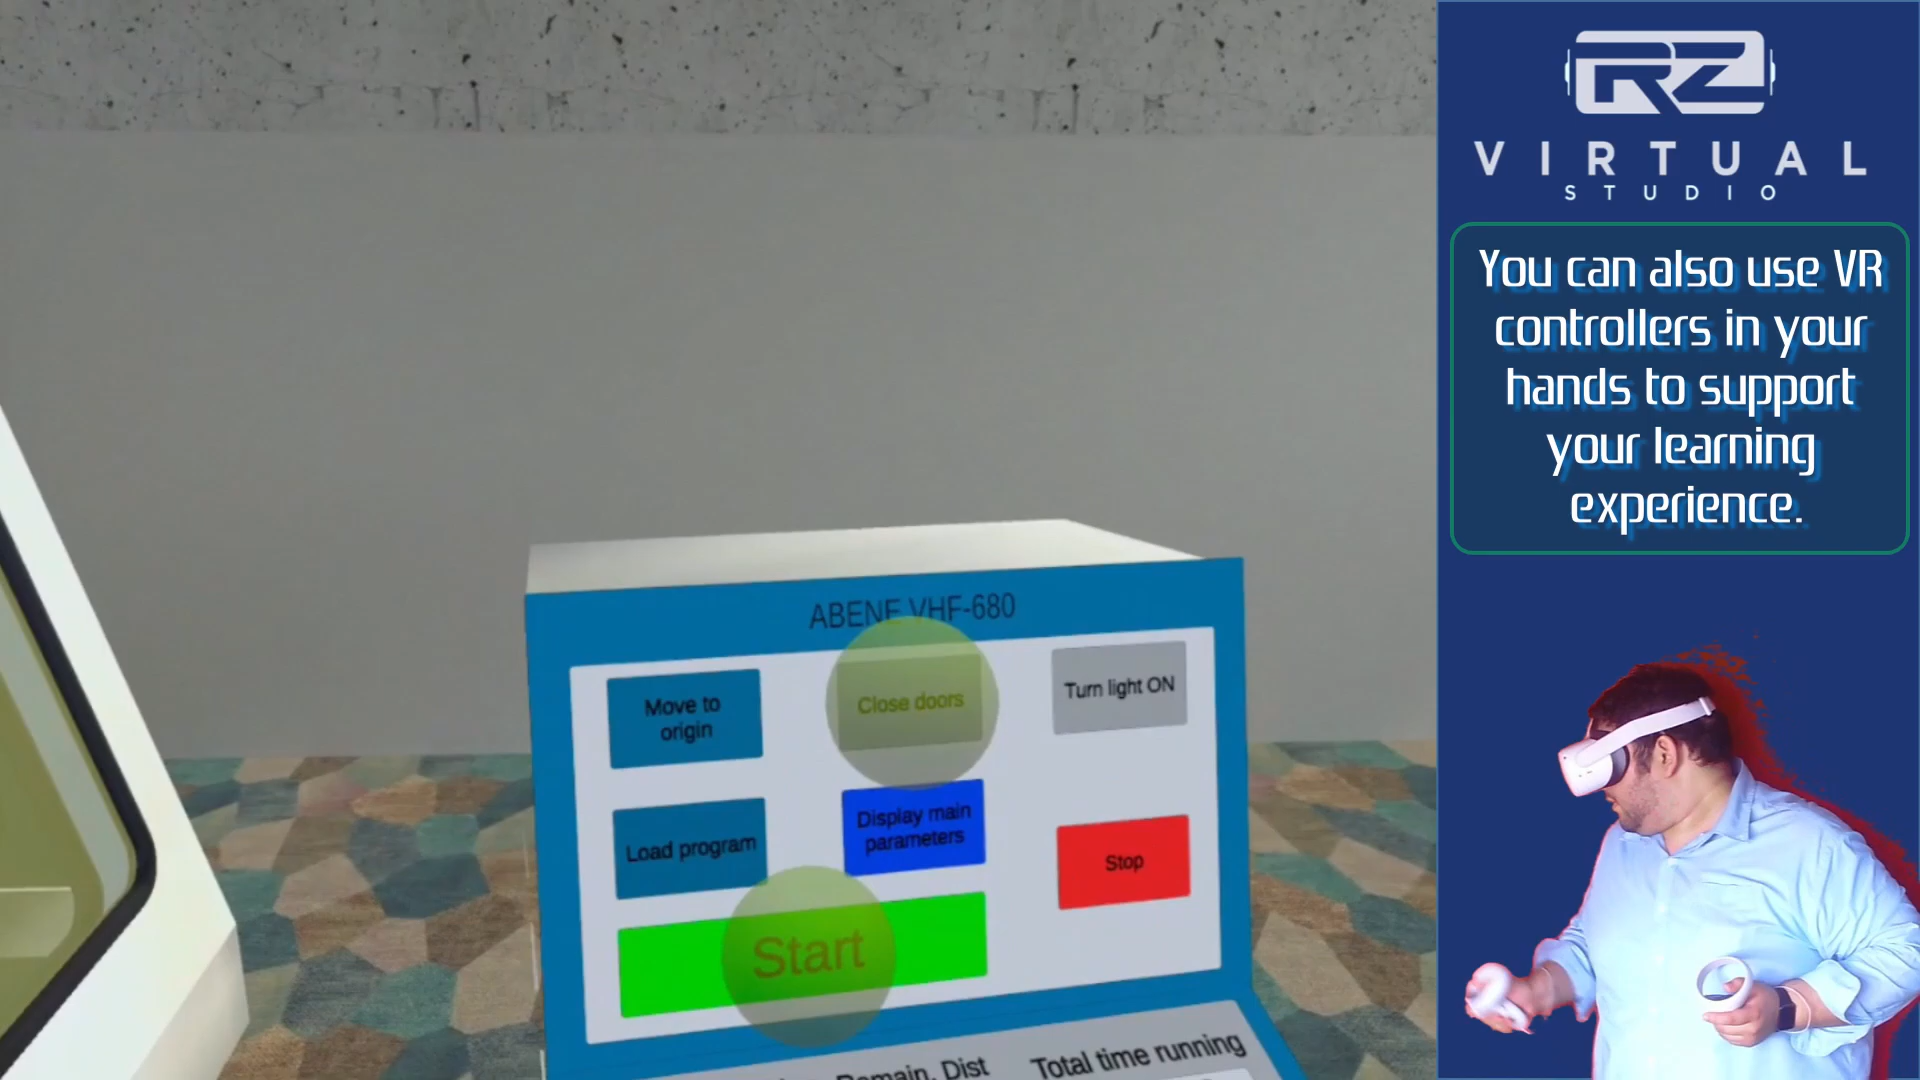 RZ
VIRTUAL
STUDIO
You can also use VR
controllers in your
hands to support
your learning
experience.
ABENE VHF-680
Move to
origin
Close doors
Turn light ON
Load program
Display main
parameters
Stop
Start
Remain. Dist
Total time running